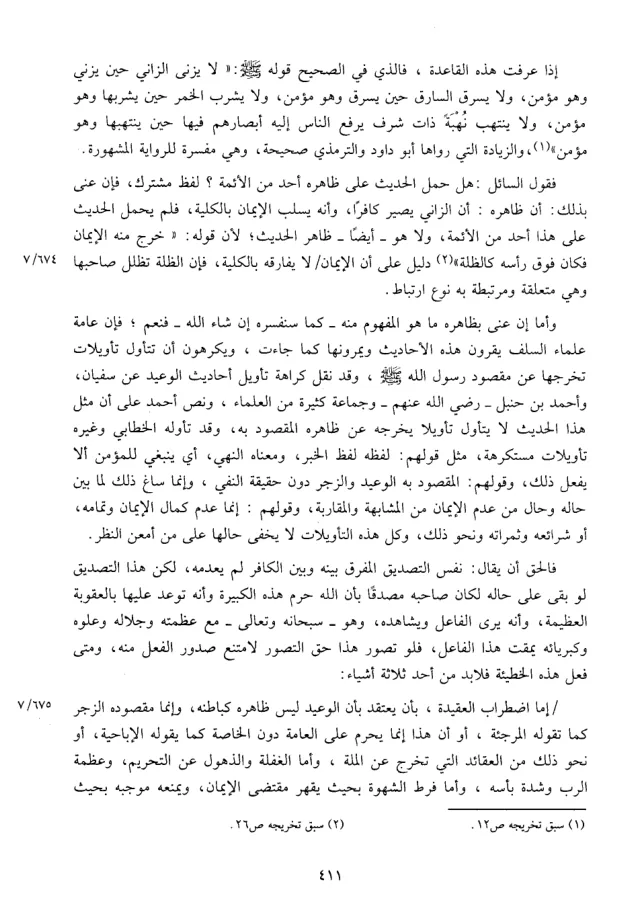 إذا عرفت هذه القاعدة ، فالذي في الصحيح قوله ﷺ: « لا يزنى الزاني حين يزني
وهو مؤمن، ولا يسرق السارق حين يسرق وهو مؤمن، ولا يشرب الخمر حين يشربها وهو
مؤمن، ولا ينتهب نُهْبَةً ذات شرف يرفع الناس إليه أبصارهم فيها حين ينتهبها وهو
مؤمن»(١)، والزيادة التي رواها أبو داود والترمذي صحيحة، وهي مفسرة للرواية المشهورة.
فقول السائل : هل حمل الحديث على ظاهره أحد من الأئمة ؟ لفظ مشترك، فإن عنى
بذلك: أن ظاهره : أن الزاني يصير كافرًا، وأنه يسلب الإيمان بالكلية، فلم يحمل الحديث
على هذا أحد من الأئمة، ولا هو ـ أيضًا ـ ظاهر الحديث؛ لأن قوله: « خرج منه الإيمان
فكان فوق رأسه كالظلة»(٢) دليل على أن الإيمان/ لا يفارقه بالكلية، فإن الظلة تظلل صاحبها
٧/٦٧٤
وهي متعلقة ومرتبطة به نوع ارتباط.
وأما إن عنى بظاهره ما هو المفهوم منه ـ كما سنفسره إن شاء الله ـ فنعم ؛ فإن عامة
علماء السلف يقرون هذه الأحاديث ويمرونها كما جاءت ، ويكرهون أن تتأول تأويلات
تخرجها عن مقصود رسول الله ﷺ ، وقد نقل كراهة تأويل أحاديث الوعيد عن سفيان،
وأحمد بن حنبل ـ رضي الله عنهم ـ وجماعة كثيرة من العلماء ، ونص أحمد على أن مثل
هذا الحديث لا يتأول تأويلا يخرجه عن ظاهره المقصود به، وقد تأوله الخطابي وغيره
تأويلات مستكرهة، مثل قولهم: لفظه لفظ الخبر، ومعناه النهي، أي ينبغي للمؤمن ألا
يفعل ذلك، وقولهم: المقصود به الوعيد والزجر دون حقيقة النفي ، وإنما ساغ ذلك لما بين
حاله وحال من عدم الإيمان من المشابهة والمقاربة، وقولهم : إنما عدم كمال الإيمان وتمامه،
أو شرائعه وثمراته ونحو ذلك، وكل هذه التأويلات لا يخفى حالها على من أمعن النظر.
فالحق أن يقال: نفس التصديق المفرق بينه وبين الكافر لم يعدمه، لكن هذا التصديق
لو بقى على حاله لكان صاحبه مصدقًا بأن الله حرم هذه الكبيرة وأنه توعد عليها بالعقوبة
العظيمة، وأنه يرى الفاعل ويشاهده، وهو ـ سبحانه وتعالى ـ مع عظمته وجلاله وعلوه
وكبريائه يمقت هذا الفاعل، فلو تصور هذا حق التصور لامتنع صدور الفعل منه، ومتى
فعل هذه الخطيئة فلابد من أحد ثلاثة أشياء:
/ إما اضطراب العقيدة ، بأن يعتقد بأن الوعيد ليس ظاهره كباطنه، وإنما مقصوده الزجر
٧/٦٧٥
كما تقوله المرجئة ، أو أن هذا إنما يحرم على العامة دون الخاصة كما يقوله الإباحية، أو
نحو ذلك من العقائد التي تخرج عن الملة ، وأما الغفلة والذهول عن التحريم، وعظمة
الرب وشدة بأسه ، وأما فرط الشهوة بحيث يقهر مقتضى الإيمان، ويمنعه موجبه بحيث
(١) سبق تخريجه ص١٢.
(٢) سبق تخريجه ص٢٦.
٤١١